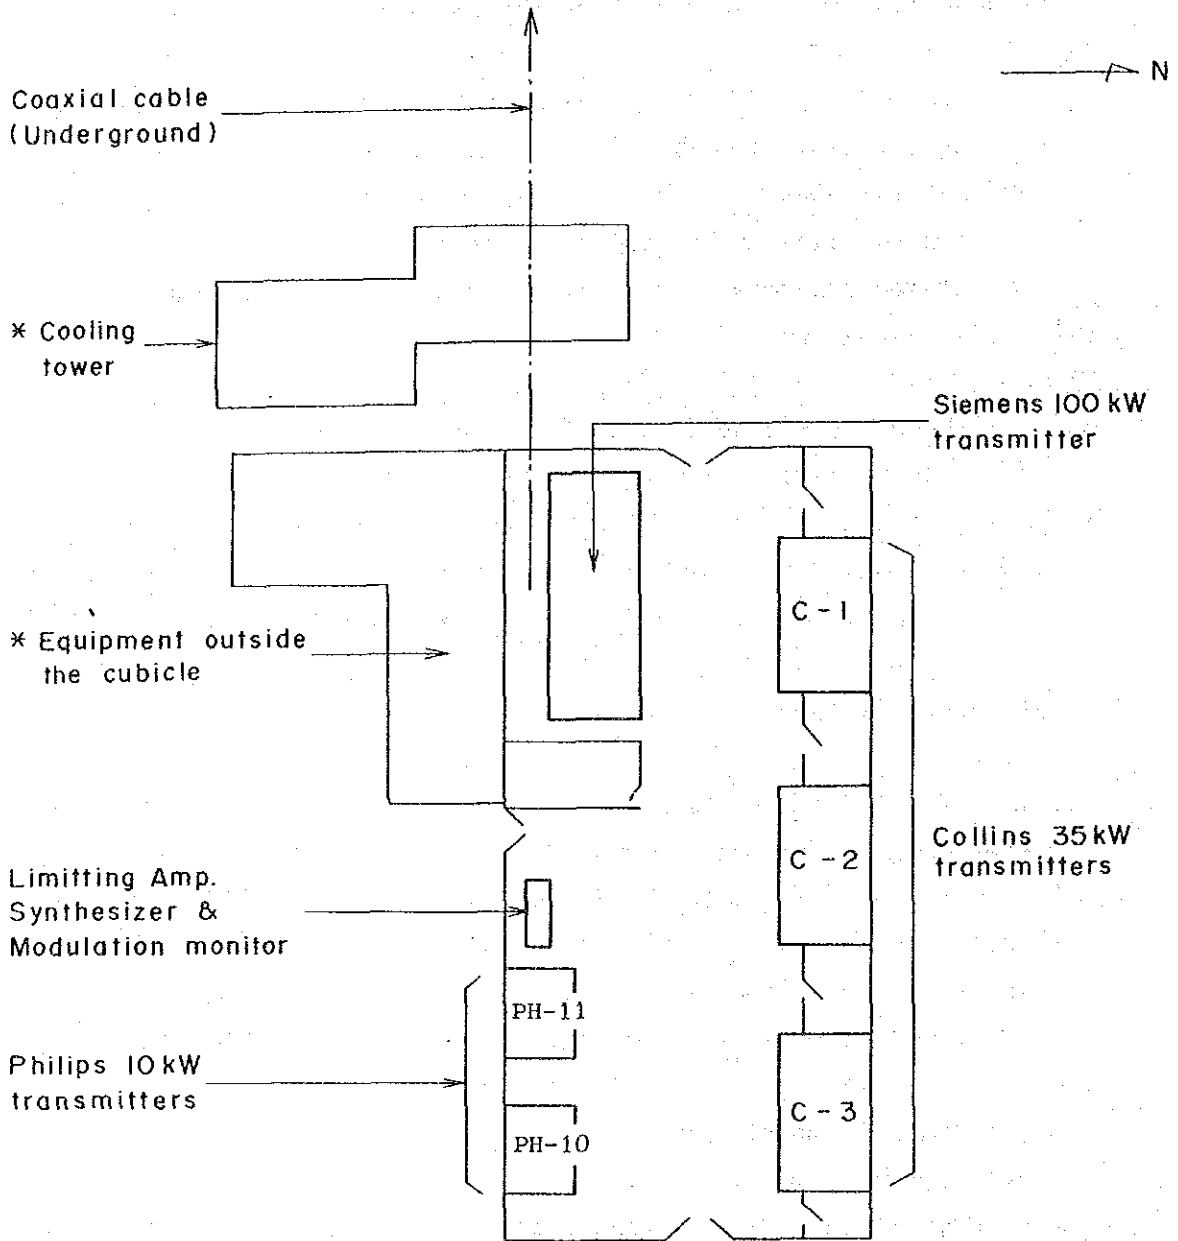 N
Coaxial cable
(Underground)
* Cooling
tower
Siemens 100 kW
transmitter
C-1
* Equipment outside
the cubicle
C-2
Collins 35 kW
transmitters
Limitting Amp.
Synthesizer &
Modulation monitor
PH-11
Philips 10 kW
transmitters
C-3
PH-10